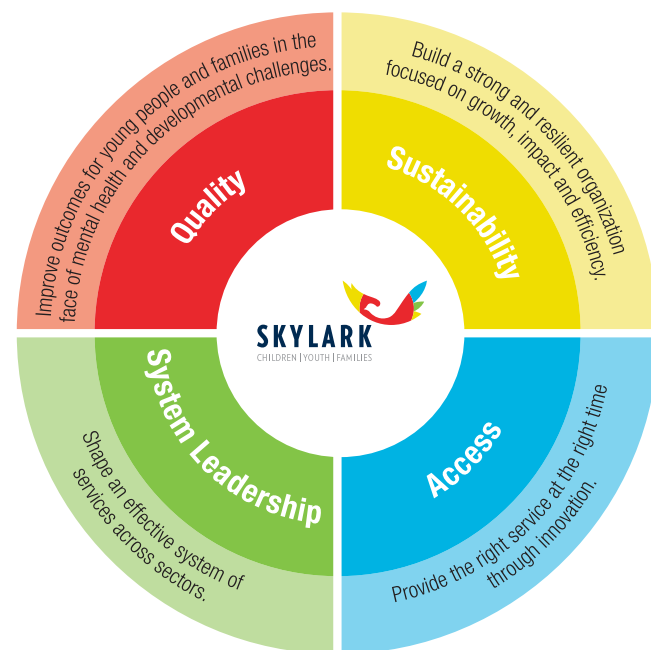 Improve outcomes for young people and families in the
face of mental health and developmental challenges.
Quality
Build a strong and resilient organization
focused on growth, impact and efficiency.
Sustainability
SKYLARK
CHILDREN | YOUTH | FAMILIES
System Leadership
Shape an effective system of
services across sectors.
Access
Provide the right service at the right time
through innovation.